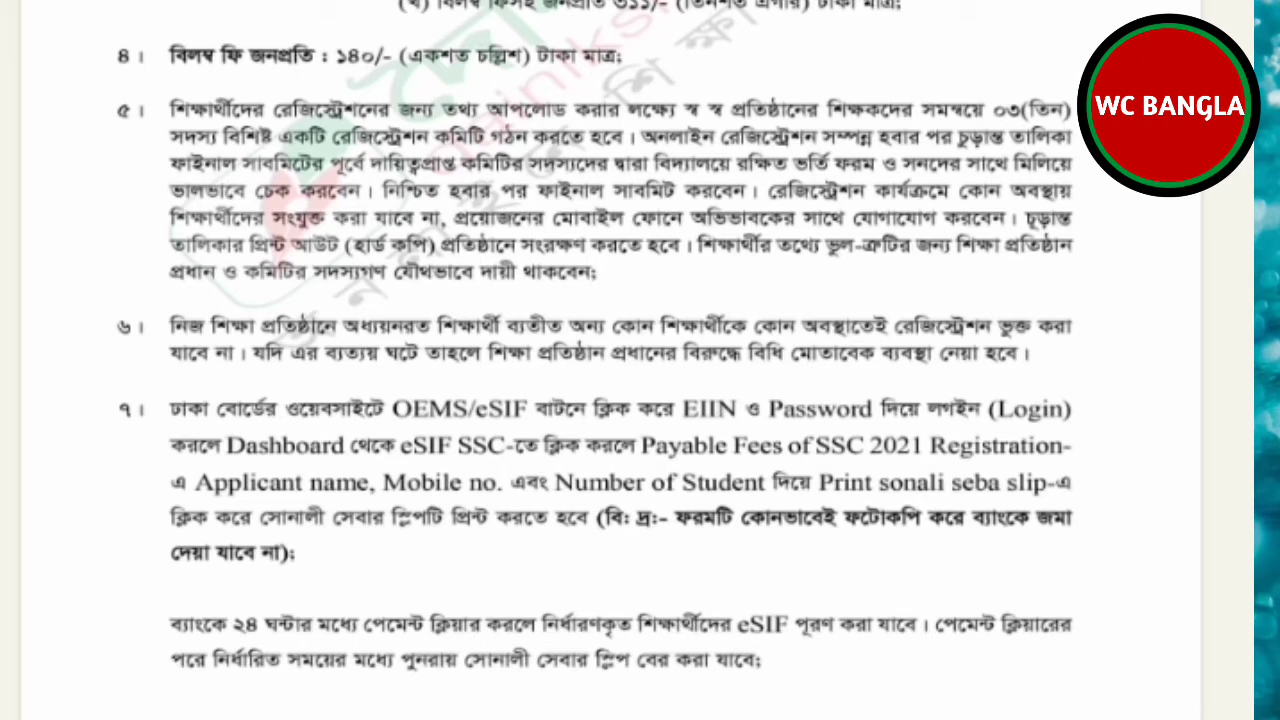 (খ) বিলম্ব ফিসহ জনপ্রতি ৩১১/- (তিনশত এগার) টাকা মাত্র;
৪। বিলম্ব ফি জনপ্রতি : ১৪০/- (একশত চল্লিশ) টাকা মাত্র;
৫। শিক্ষার্থীদের রেজিস্ট্রেশনের জন্য তথ্য আপলোড করার লক্ষ্যে স্ব স্ব প্রতিষ্ঠানের শিক্ষকদের সমন্বয়ে ০৩(তিন)
সদস্য বিশিষ্ট একটি রেজিস্ট্রেশন কমিটি গঠন করতে হবে। অনলাইন রেজিস্ট্রেশন সম্পন্ন হবার পর চূড়ান্ত তালিকা
ফাইনাল সাবমিটের পূর্বে দায়িত্বপ্রাপ্ত কমিটির সদস্যদের দ্বারা বিদ্যালয়ে রক্ষিত ভর্তি ফরম ও সনদের সাথে মিলিয়ে
ভালভাবে চেক করবেন। নিশ্চিত হবার পর ফাইনাল সাবমিট করবেন। রেজিস্ট্রেশন কার্যক্রমে কোন অবস্থায়
শিক্ষার্থীদের সংযুক্ত করা যাবে না, প্রয়োজনের মোবাইল ফোনে অভিভাবকের সাথে যোগাযোগ করবেন। চূড়ান্ত
তালিকার প্রিন্ট আউট (হার্ড কপি) প্রতিষ্ঠানে সংরক্ষণ করতে হবে। শিক্ষার্থীর তথ্যে ভুল-ত্রুটির জন্য শিক্ষা প্রতিষ্ঠান
প্রধান ও কমিটির সদস্যগণ যৌথভাবে দায়ী থাকবেন;
৬। নিজ শিক্ষা প্রতিষ্ঠানে অধ্যয়নরত শিক্ষার্থী ব্যতীত অন্য কোন শিক্ষার্থীকে কোন অবস্থাতেই রেজিস্ট্রেশন ভুক্ত করা
যাবে না। যদি এর ব্যত্যয় ঘটে তাহলে শিক্ষা প্রতিষ্ঠান প্রধানের বিরুদ্ধে বিধি মোতাবেক ব্যবস্থা নেয়া হবে।
৭। ঢাকা বোর্ডের ওয়েবসাইটে OEMS/eSIF বাটনে ক্লিক করে EIIN ও Password দিয়ে লগইন (Login)
করলে Dashboard থেকে eSIF SSC-তে ক্লিক করলে Payable Fees of SSC 2021 Registration-
এ Applicant name, Mobile no. এবং Number of Student দিয়ে Print sonali seba slip-এ
ক্লিক করে সোনালী সেবার স্লিপটি প্রিন্ট করতে হবে (বি: দ্র:- ফরমটি কোনভাবেই ফটোকপি করে ব্যাংকে জমা
দেয়া যাবে না);
ব্যাংকে ২৪ ঘন্টার মধ্যে পেমেন্ট ক্লিয়ার করলে নির্ধারণকৃত শিক্ষার্থীদের eSIF পূরণ করা যাবে। পেমেন্ট ক্লিয়ারের
পরে নির্ধারিত সময়ের মধ্যে পুনরায় সোনালী সেবার স্লিপ বের করা যাবে;
WC BANGLA